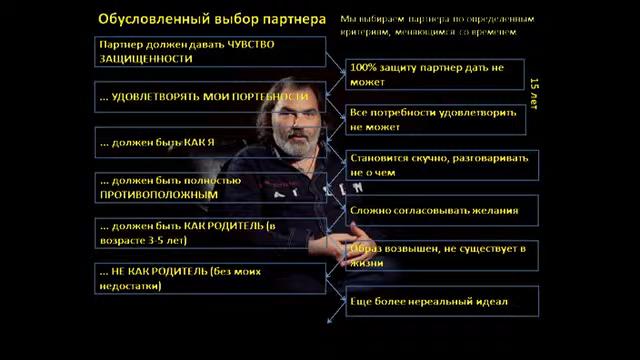 Обусловленный выбор партнера
Мы выбираем партнера по определенным
критериям, меняющимся со временем
Партнер должен давать ЧУВСТВО
ЗАЩИЩЕННОСТИ
100% защиту партнер дать не
может
15 лет
... УДОВЛЕТВОРЯТЬ МОИ ПОРТЕБНОСТИ
Все потребности удовлетворить
не может
... должен быть КАК Я
Становится скучно, разговаривать
не о чем
... должен быть полностью
ПРОТИВОПОЛОЖНЫМ
Сложно согласовывать желания
... должен быть КАК РОДИТЕЛЬ (в
возрасте 3-5 лет)
Образ возвышен, не существует в
жизни
... НЕ КАК РОДИТЕЛЬ (без моих
недостатки)
Еще более нереальный идеал